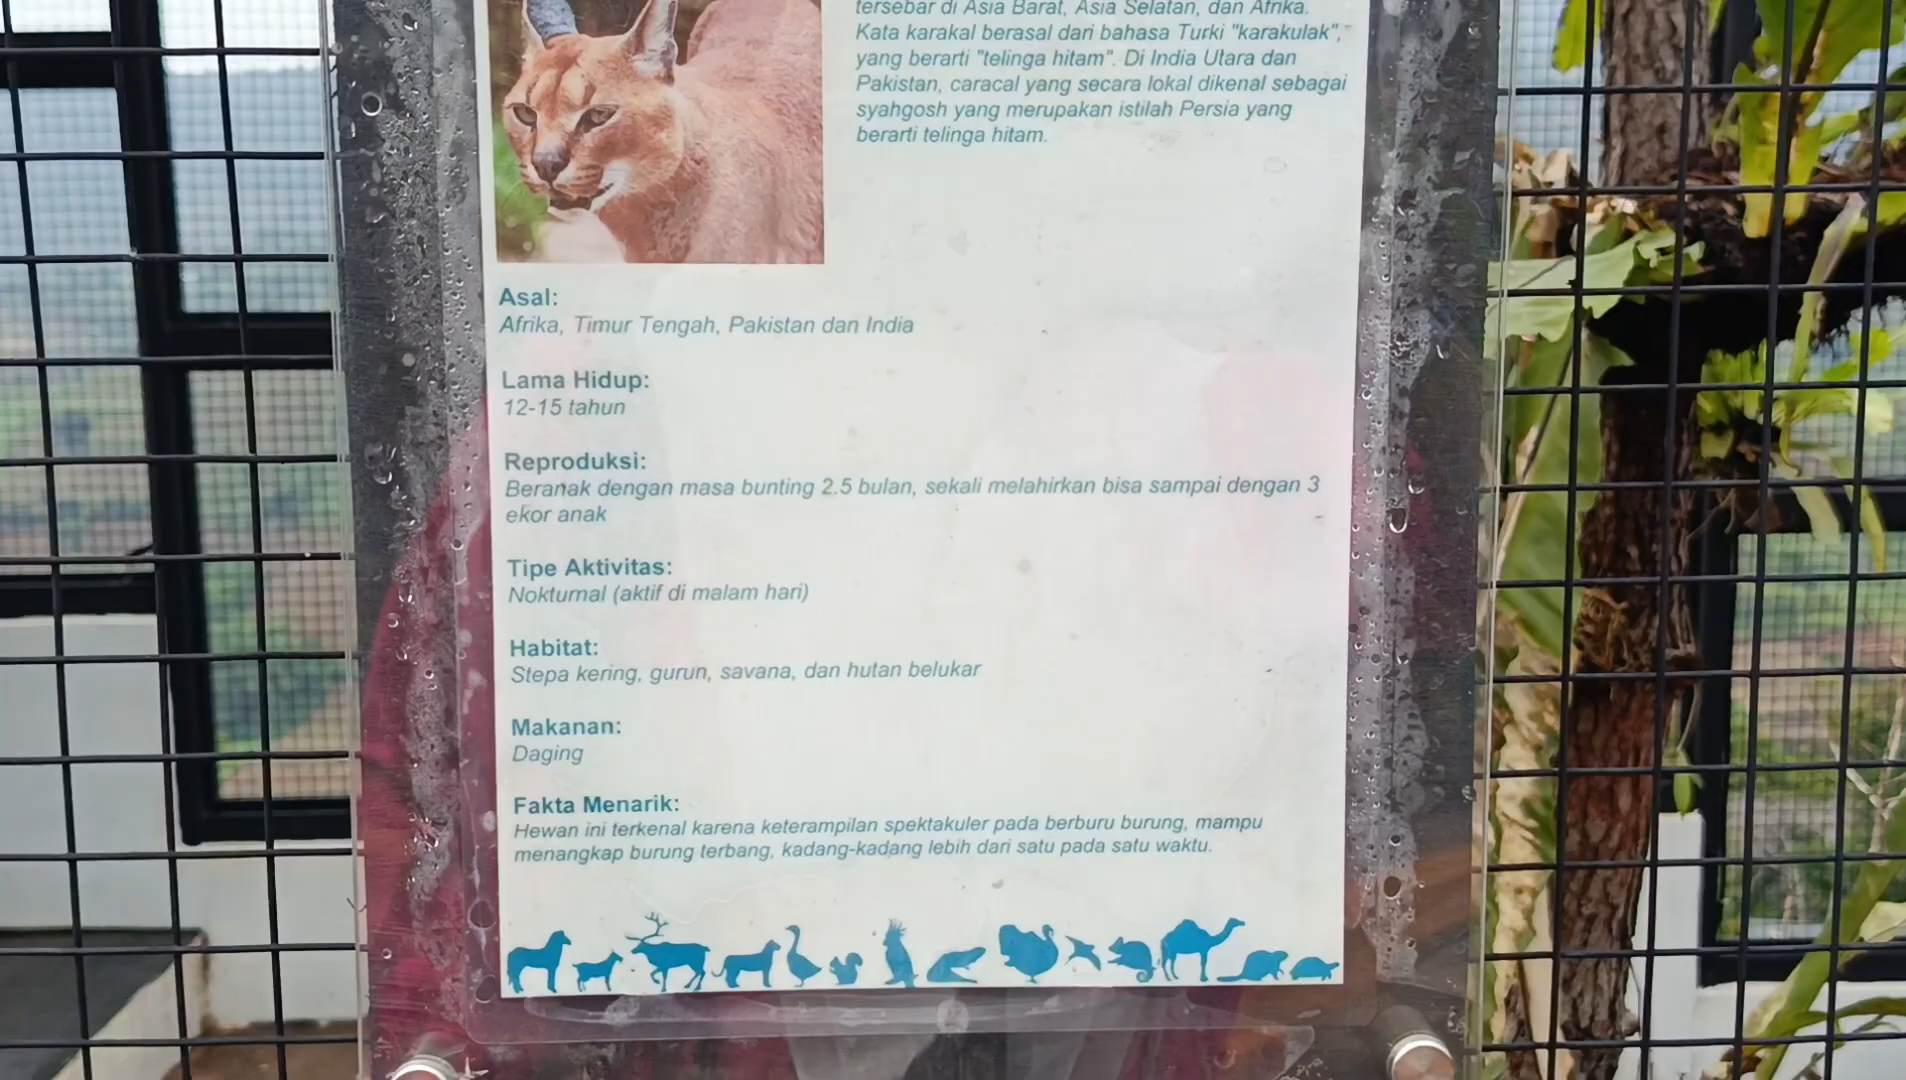 tersebar di Asia Barat, Asia Selatan, dan Afrika.
Kata karakal berasal dari bahasa Turki "karakulak",
yang berarti "telinga hitam". Di India Utara dan
Pakistan, caracal yang secara lokal dikenal sebagai
syahgosh yang merupakan istilah Persia yang
berarti telinga hitam.
Asal:
Afrika, Timur Tengah, Pakistan dan India
Lama Hidup:
12-15 tahun
Reproduksi:
Beranak dengan masa bunting 2.5 bulan, sekali melahirkan bisa sampai dengan 3
ekor anak
Tipe Aktivitas:
Nokturnal (aktif di malam hari)
Habitat:
Stepa kering, gurun, savana, dan hutan belukar
Makanan:
Daging
Fakta Menarik:
Hewan ini terkenal karena keterampilan spektakuler pada berburu burung, mampu
menangkap burung terbang, kadang-kadang lebih dari satu pada satu waktu.